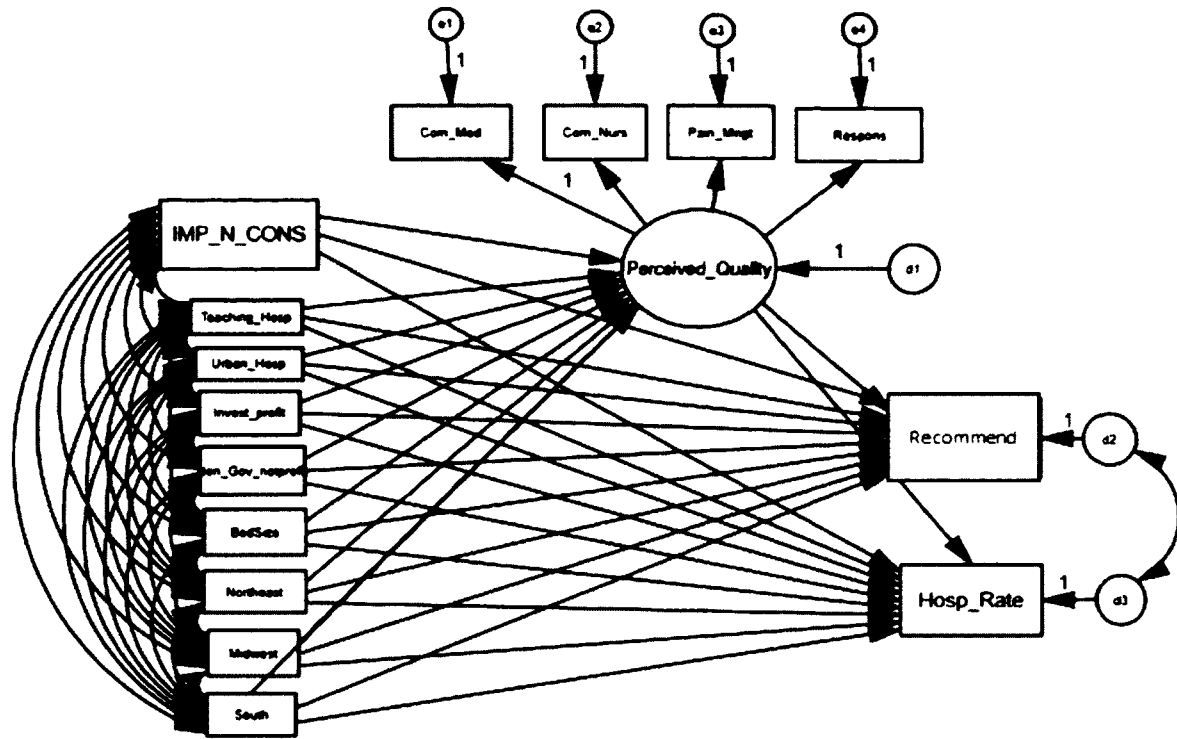 e1
e2
e3
e4
1
1
1
1
Com_Med
Com_Nurs
Pain_Mngt
Respons
1
IMP_N_CONS
Perceived_Quality
1
d1
Teaching_Hosp
Urban_Hosp
Invest_profit
BedSize
Northeast
Midwest
South
Recommend
1
d2
Hosp_Rate
1
d3